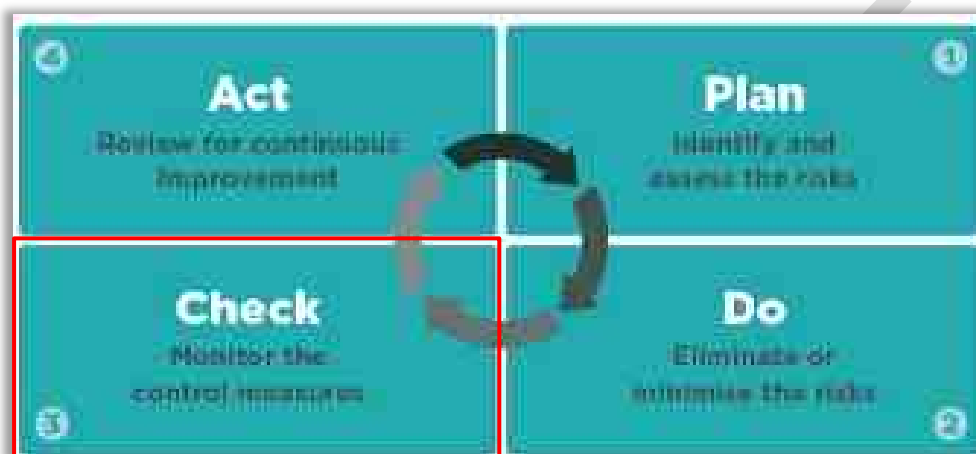 4
Act
Review for continuous
improvement
1
Plan
Identify and
assess the risks
Check
Monitor the
control measures
3
Do
Eliminate or
minimise the risks
2